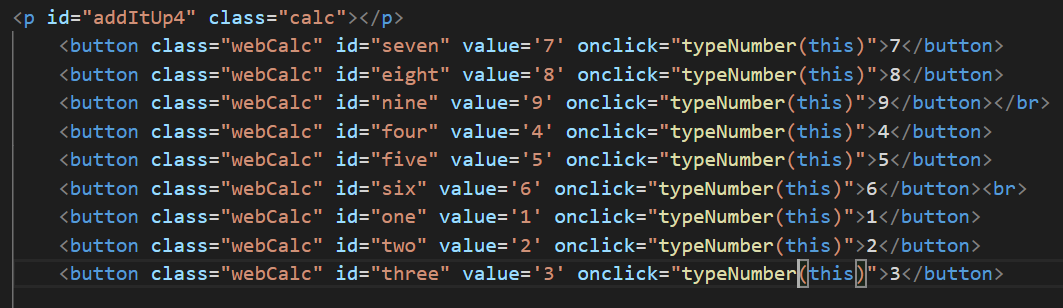 <p id="addItUp4" class="calc"></p>
<button class="webCalc" id="seven" value='7' onclick="typeNumber(this)">7</button>
<button class="webCalc" id="eight" value='8' onclick="typeNumber(this)">8</button>
<button class="webCalc" id="nine" value='9' onclick="typeNumber(this)">9</button></br>
<button class="webCalc" id="four" value='4' onclick="typeNumber(this)">4</button>
<button class="webCalc" id="five" value='5' onclick="typeNumber(this)">5</button>
<button class="webCalc" id="six" value='6' onclick="typeNumber(this)">6</button><br>
<button class="webCalc" id="one" value='1' onclick="typeNumber(this)">1</button>
<button class="webCalc" id="two" value='2' onclick="typeNumber(this)">2</button>
<button class="webCalc" id="three" value='3' onclick="typeNumber(this)">3</button>